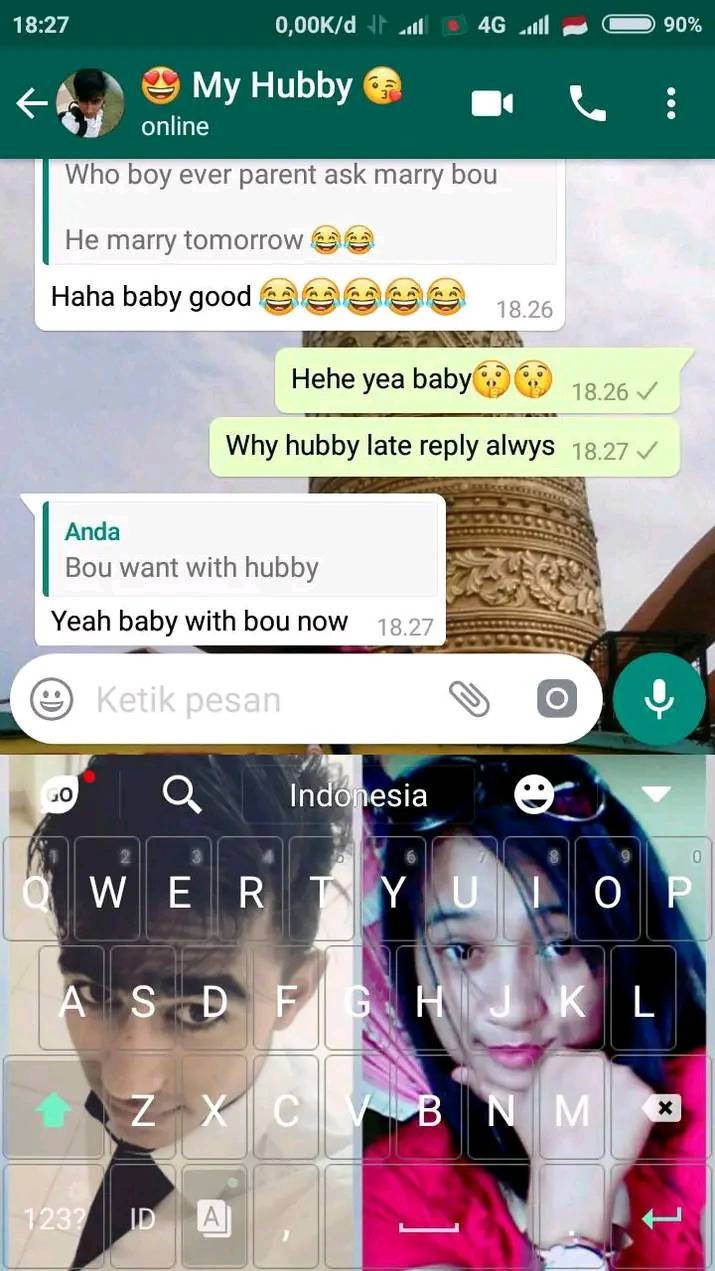 18:27 0,00K/d 4G 90%
My Hubby
online
Who boy ever parent ask marry bou
He marry tomorrow 😂😂
Haha baby good 😂😂😂😂😂 18.26
Hehe yea baby🤫🤫 18.26
Why hubby late reply alwys 18.27
Anda
Bou want with hubby
Yeah baby with bou now 18.27
Ketik pesan
GO Indonesia
1 2 3 4 5 6 7 8 9 0
Q W E R T Y U I O P
A S D F G H J K L
Z X C V B N M
123? ID A , .